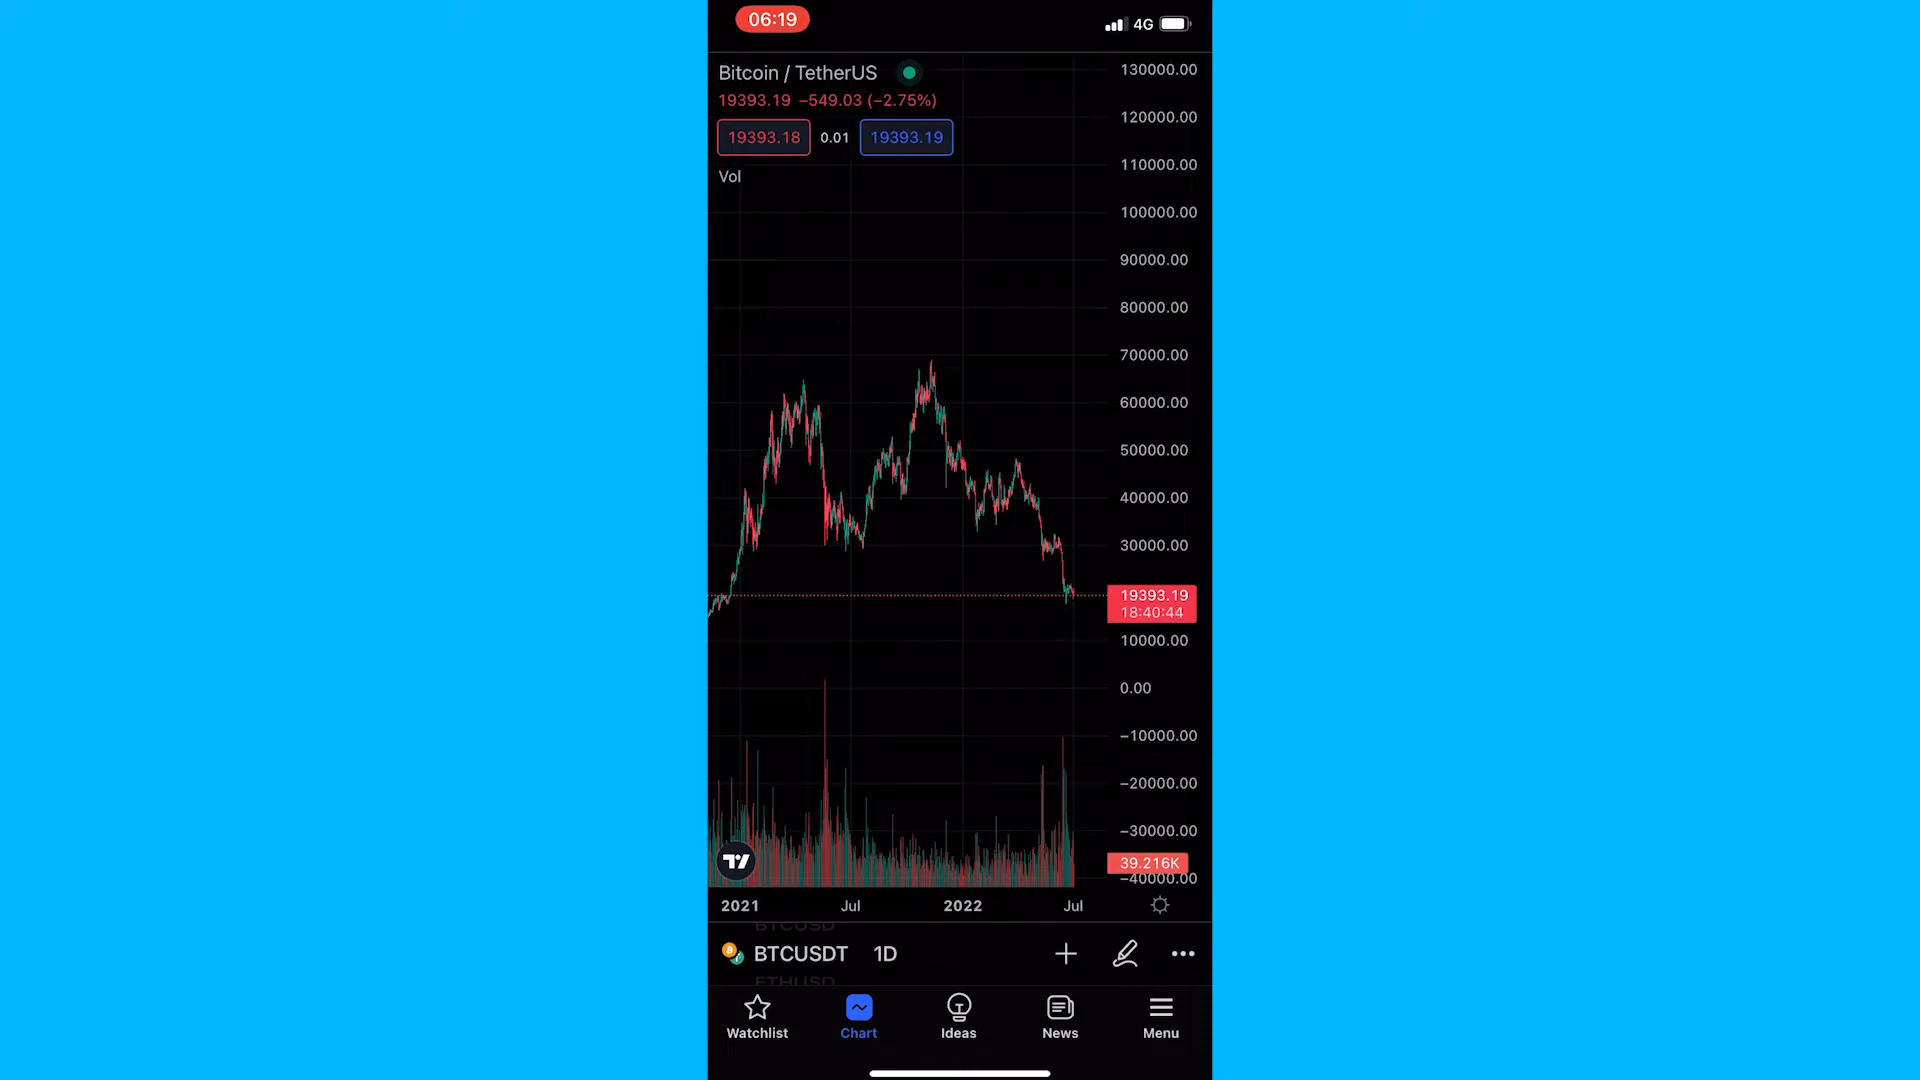 06:19
4G
Bitcoin / TetherUS
19393.19 −549.03 (−2.75%)
19393.18 0.01 19393.19
Vol
130000.00
120000.00
110000.00
100000.00
90000.00
80000.00
70000.00
60000.00
50000.00
40000.00
30000.00
19393.19
18:40:44
10000.00
0.00
−10000.00
−20000.00
−30000.00
39.216K
−40000.00
2021 Jul 2022 Jul
BTCUSD
BTCUSDT 1D
ETHUSD
Watchlist Chart Ideas News Menu